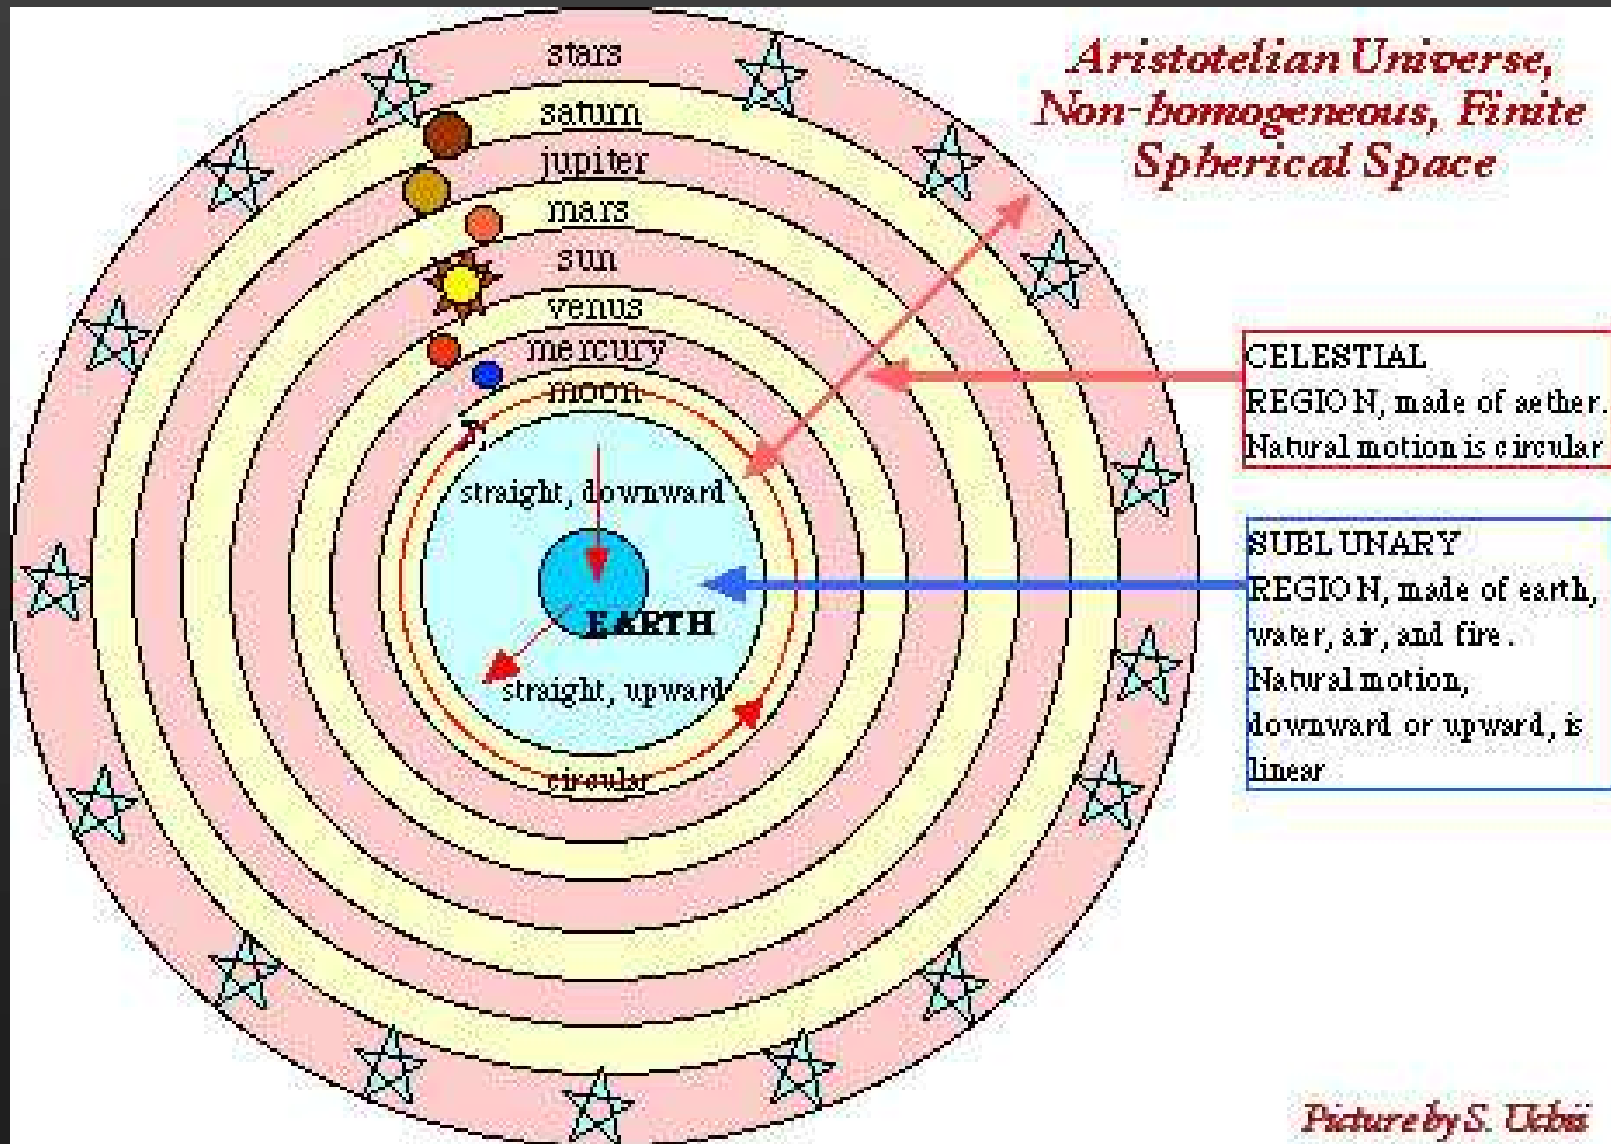 Aristotelian Universe,
Non-homogeneous, Finite
Spherical Space
stars
saturn
jupiter
mars
sun
venus
mercury
moon
straight, downward
EARTH
straight, upward
circular
CELESTIAL
REGION, made of aether.
Natural motion is circular
SUBLUNARY
REGION, made of earth,
water, air, and fire.
Natural motion,
downward or upward, is
linear
Picture by S.